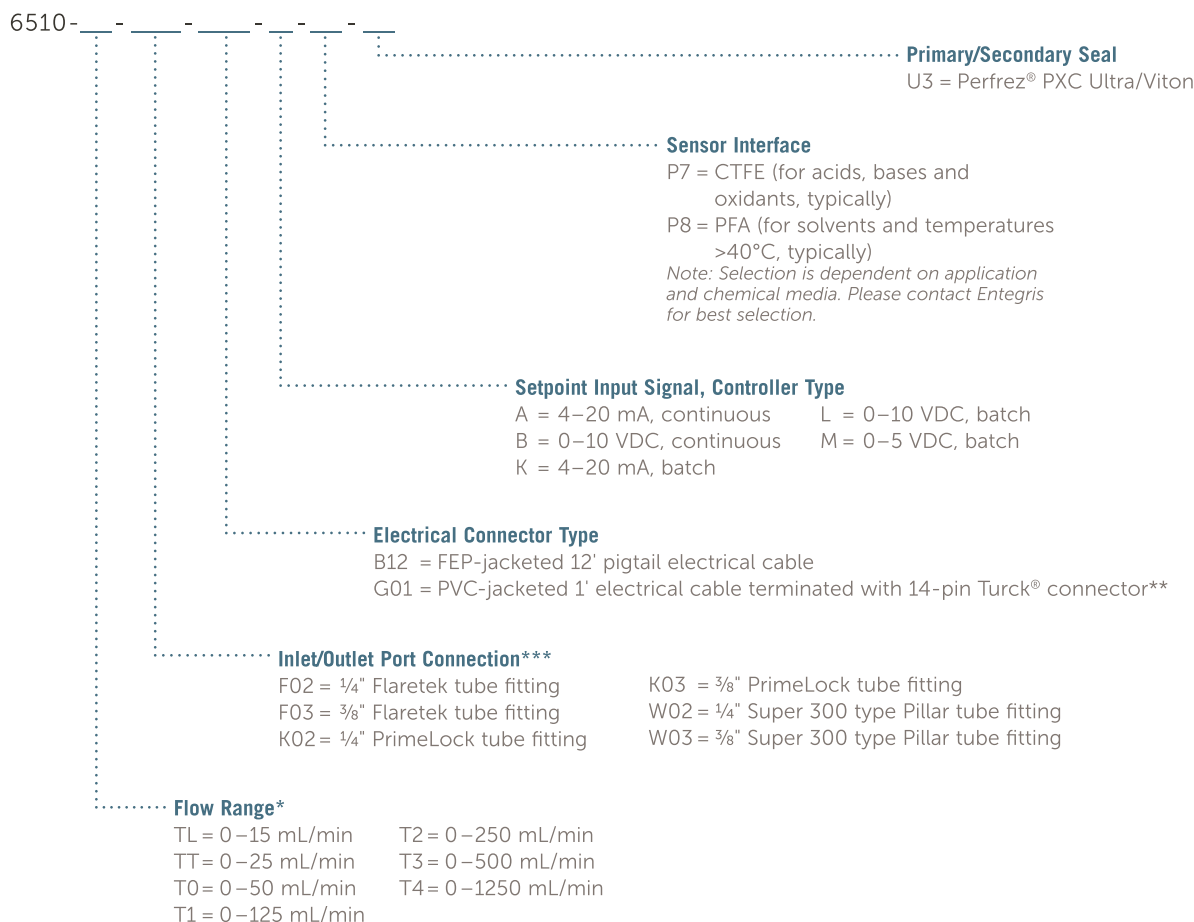 6510-__-___-___-_-__-__
Primary/Secondary Seal
U3 = Perfrez® PXC Ultra/Viton
Sensor Interface
P7 = CTFE (for acids, bases and
oxidants, typically)
P8 = PFA (for solvents and temperatures
>40°C, typically)
Note: Selection is dependent on application
and chemical media. Please contact Entegris
for best selection.
Setpoint Input Signal, Controller Type
A = 4–20 mA, continuous
B = 0–10 VDC, continuous
K = 4–20 mA, batch
L = 0–10 VDC, batch
M = 0–5 VDC, batch
Electrical Connector Type
B12 = FEP-jacketed 12' pigtail electrical cable
G01 = PVC-jacketed 1' electrical cable terminated with 14-pin Turck® connector**
Inlet/Outlet Port Connection***
F02 = ¼" Flaretek tube fitting
F03 = ⅜" Flaretek tube fitting
K02 = ¼" PrimeLock tube fitting
K03 = ⅜" PrimeLock tube fitting
W02 = ¼" Super 300 type Pillar tube fitting
W03 = ⅜" Super 300 type Pillar tube fitting
Flow Range*
TL = 0–15 mL/min
TT = 0–25 mL/min
T0 = 0–50 mL/min
T1 = 0–125 mL/min
T2 = 0–250 mL/min
T3 = 0–500 mL/min
T4 = 0–1250 mL/min